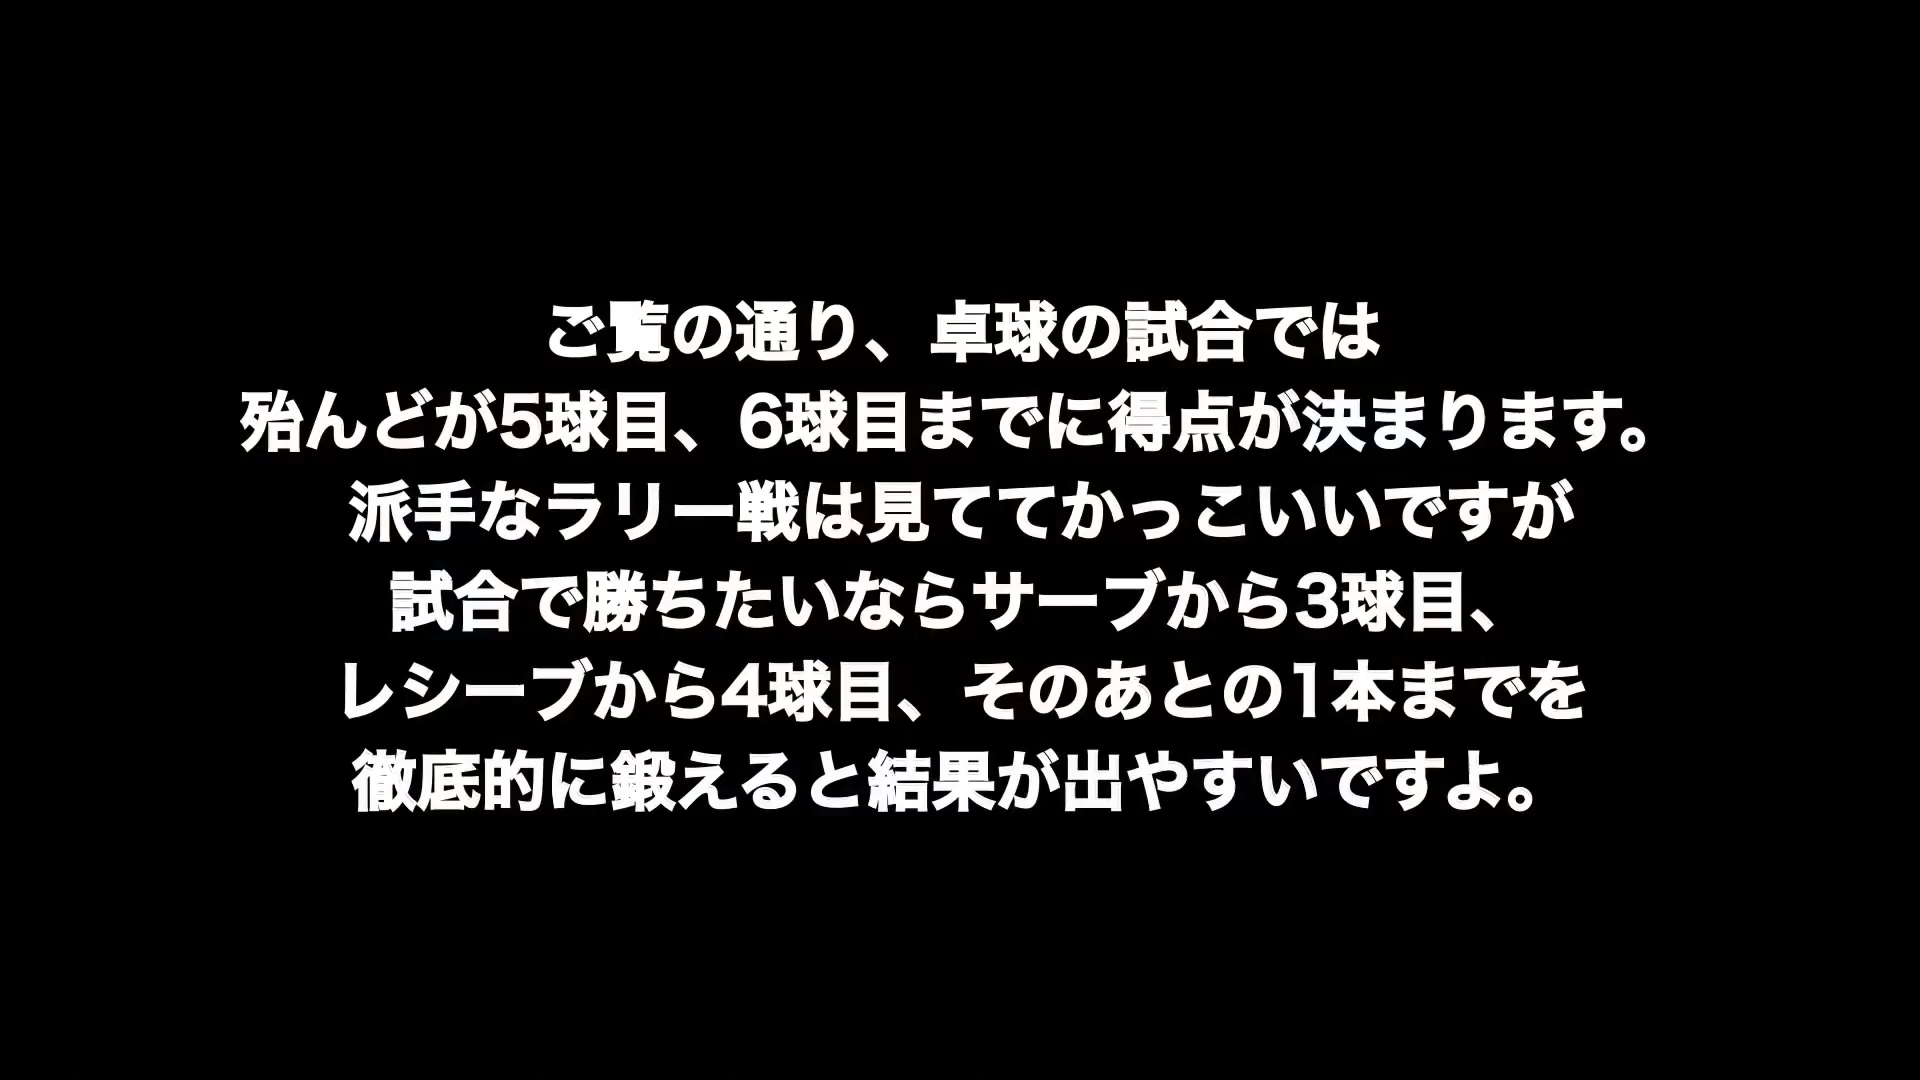 ご覧の通り、卓球の試合では
殆んどが5球目、6球目までに得点が決まります。
派手なラリー戦は見ててかっこいいですが
試合で勝ちたいならサーブから3球目、
レシーブから4球目、そのあとの1本までを
徹底的に鍛えると結果が出やすいですよ。